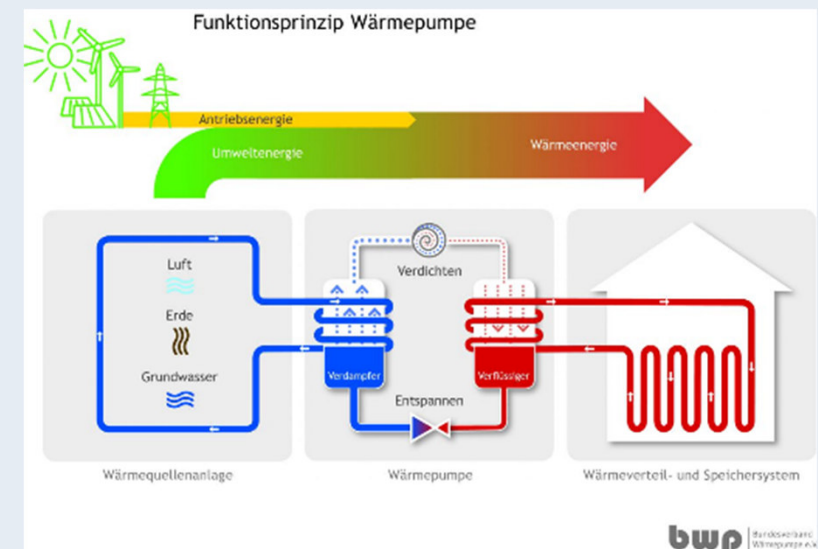 Funktionsprinzip Wärmepumpe
Antriebsenergie
Umweltenergie
Wärmeenergie
Luft
Erde
Grundwasser
Verdichten
Verdampfer
Verflüssiger
Entspannen
Wärmequellenanlage
Wärmepumpe
Wärmeverteil- und Speichersystem
bwp
Bundesverband
Wärmepumpe e.V.